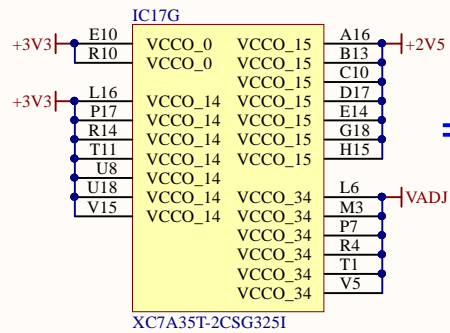 IC17G
+3V3 E10 VCCO_0 VCCO_15 A16 +2V5
R10 VCCO_0 VCCO_15 B13
VCCO_15 C10
+3V3 L16 VCCO_14 VCCO_15 D17
P17 VCCO_14 VCCO_15 E14
R14 VCCO_14 VCCO_15 G18
T11 VCCO_14 VCCO_15 H15
U8 VCCO_14
U18 VCCO_14 VCCO_34 L6 VADJ
V15 VCCO_14 VCCO_34 M3
VCCO_34 P7
VCCO_34 R4
VCCO_34 T1
VCCO_34 V5
XC7A35T-2CSG325I